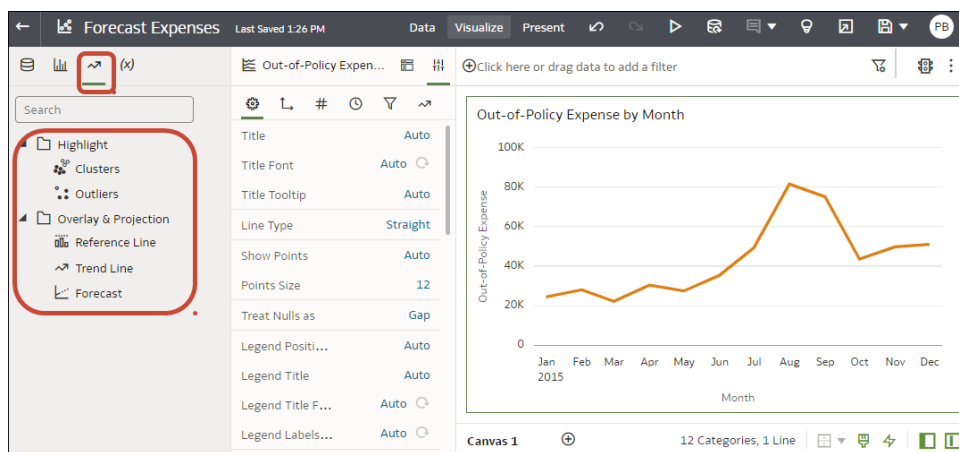 Forecast Expenses Last Saved 1:26 PM Data Visualize Present PB
(x)
Search
Highlight
Clusters
Outliers
Overlay & Projection
Reference Line
Trend Line
Forecast
Out-of-Policy Expen...
#
Title Auto
Title Font Auto
Title Tooltip Auto
Line Type Straight
Show Points Auto
Points Size 12
Treat Nulls as Gap
Legend Positi... Auto
Legend Title Auto
Legend Title F... Auto
Legend Labels... Auto
Click here or drag data to add a filter
Out-of-Policy Expense by Month
Out-of-Policy Expense
100K
80K
60K
40K
20K
0
Jan Feb Mar Apr May Jun Jul Aug Sep Oct Nov Dec
2015
Month
Canvas 1 12 Categories, 1 Line